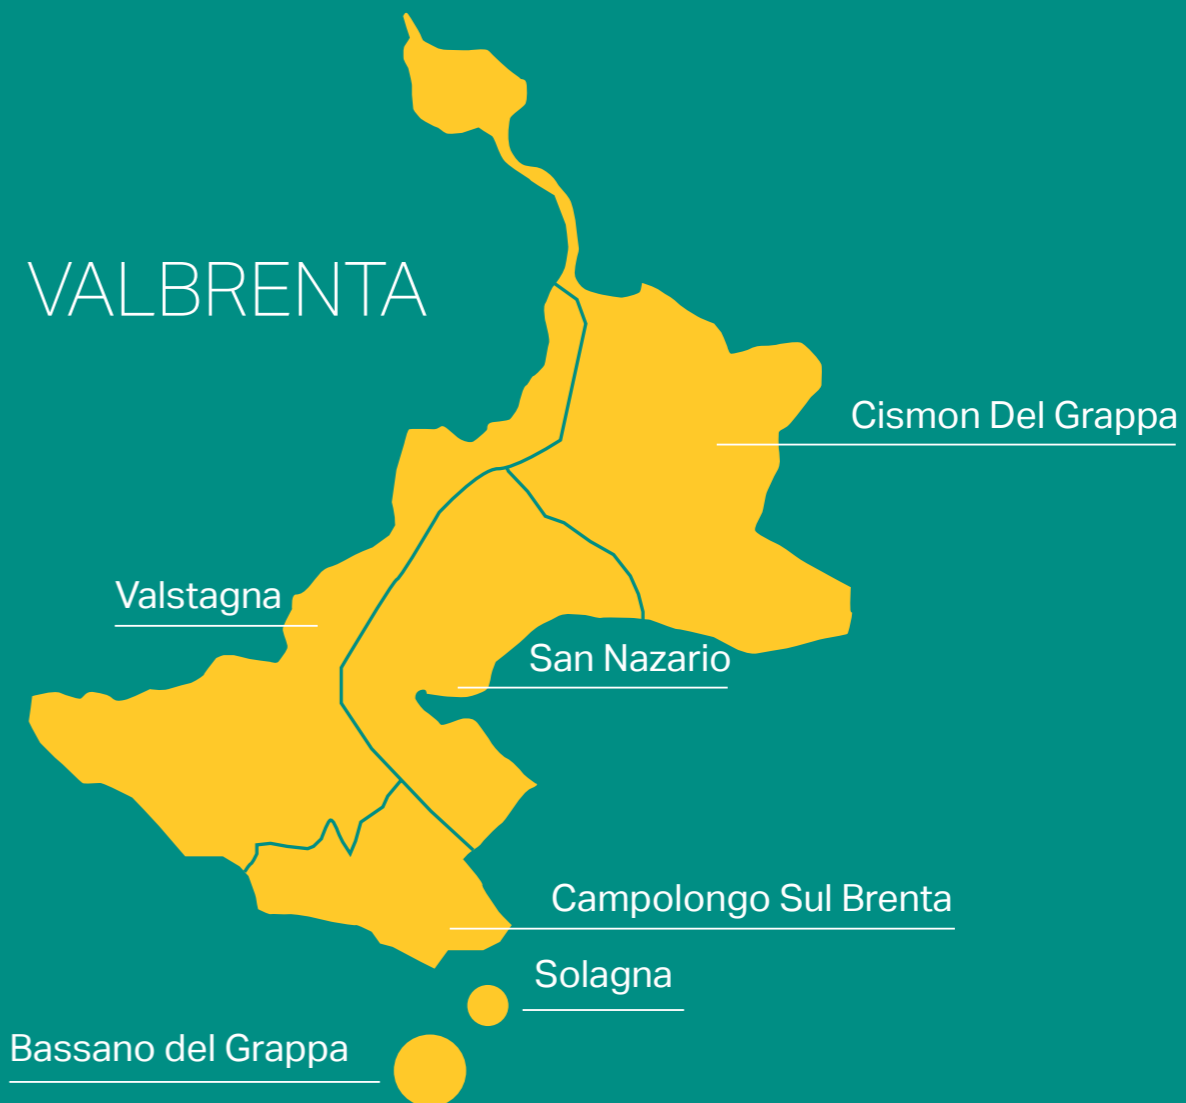 VALBRENTA
Cismon Del Grappa
Valstagna
San Nazario
Campolongo Sul Brenta
Solagna
Bassano del Grappa